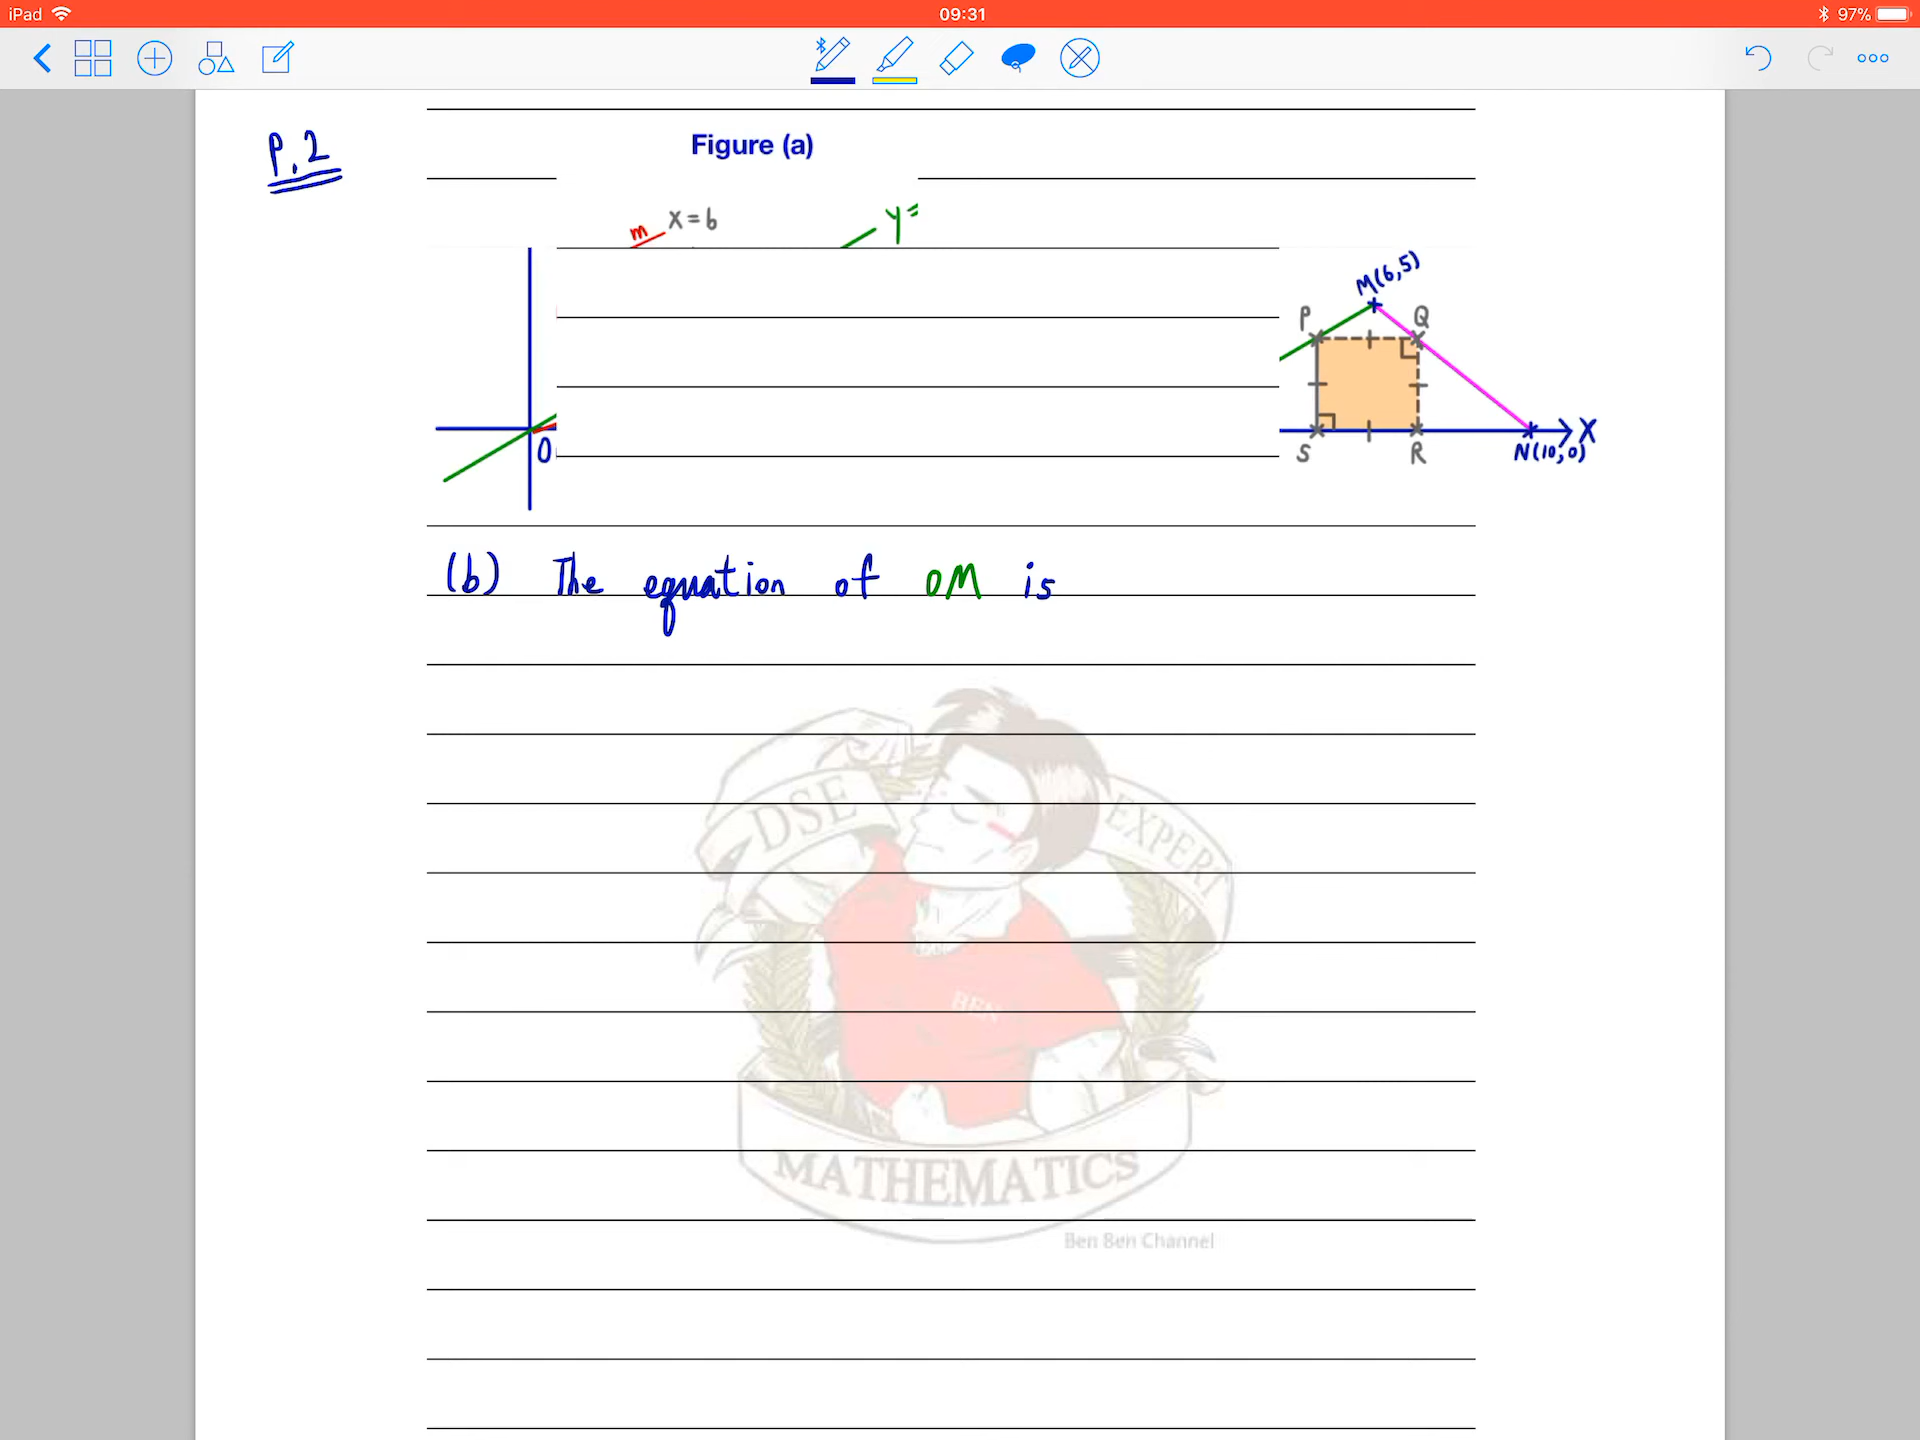 iPad 09:31 97%
P.2
Figure (a)
m x=6 y=
M(6,5)
P Q
O
S R N(10,0) X
(b) The equation of OM is
DSE EXPERT
BEN
MATHEMATICS
Ben Ben Channel